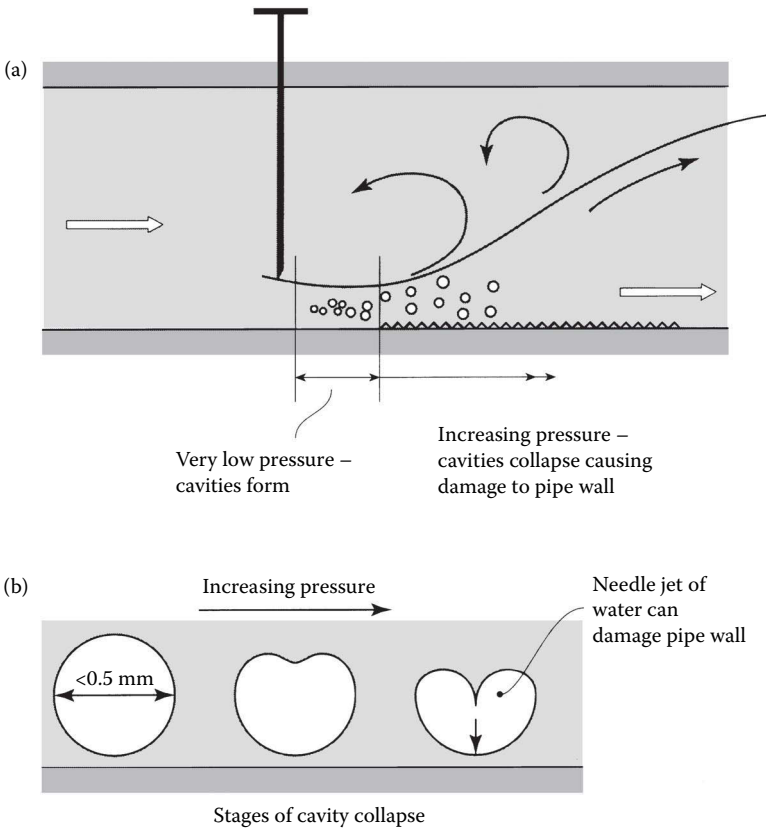 (a)
Very low pressure –
cavities form
Increasing pressure –
cavities collapse causing
damage to pipe wall
(b)
Increasing pressure
Needle jet of
water can
damage pipe wall
<0.5 mm
Stages of cavity collapse